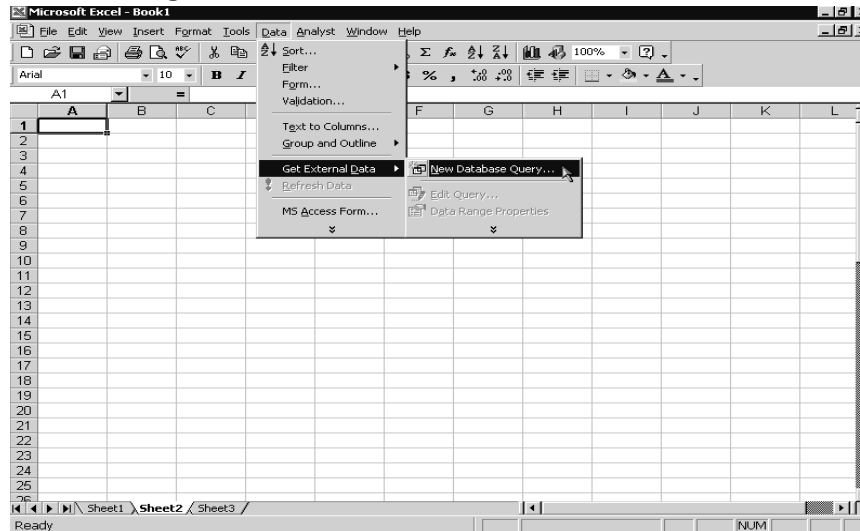 Microsoft Excel - Book1
File Edit View Insert Format Tools Data Analyst Window Help
100%
Arial 10 B I % ,
A1 =
A B C F G H I J K L
Sort...
Filter
Form...
Validation...
Text to Columns...
Group and Outline
Get External Data
Refresh Data
MS Access Form...
New Database Query...
Edit Query...
Data Range Properties
1
2
3
4
5
6
7
8
9
10
11
12
13
14
15
16
17
18
19
20
21
22
23
24
25
26
Sheet1 Sheet2 Sheet3
Ready NUM